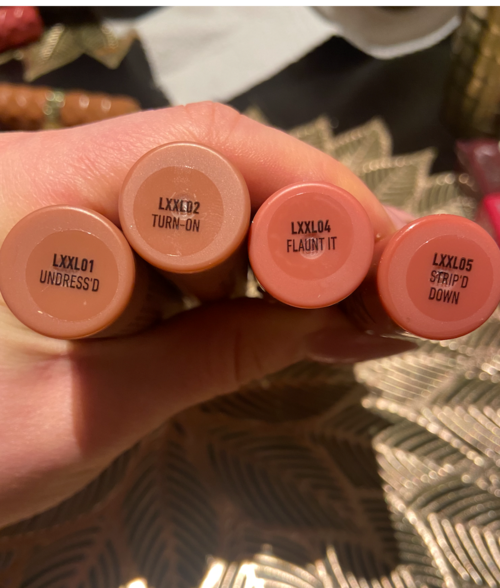 LXXL01
UNDRESS'D
LXXL02
TURN-ON
LXXL04
FLAUNT IT
LXXL05
STRIP'D
DOWN